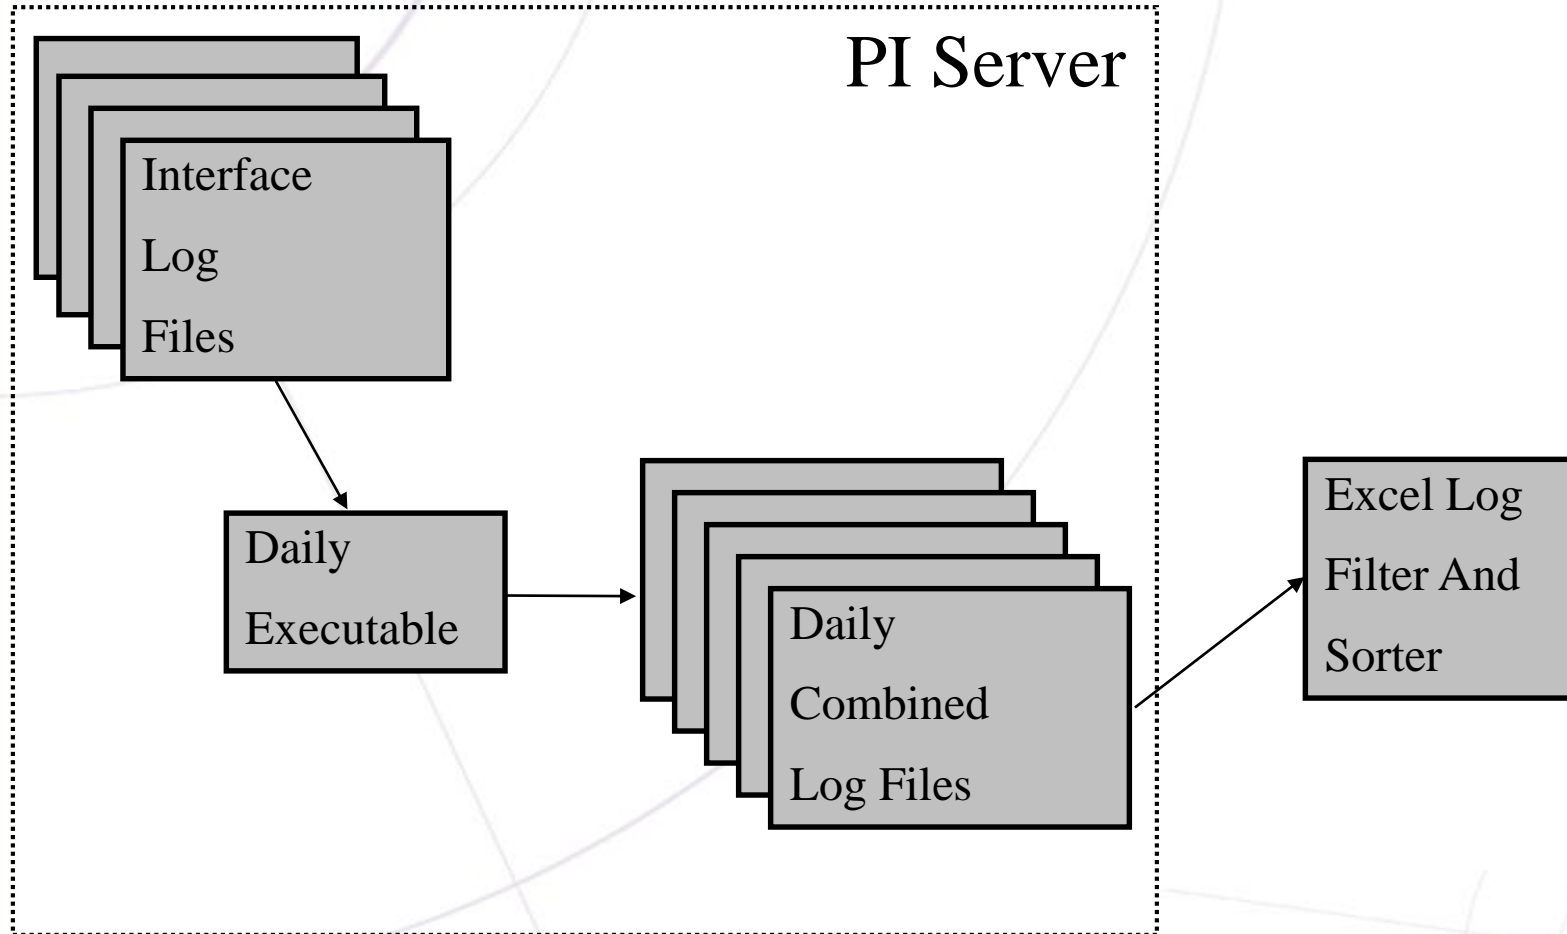 PI Server
Interface
Log
Files
Daily
Executable
Daily
Combined
Log Files
Excel Log
Filter And
Sorter